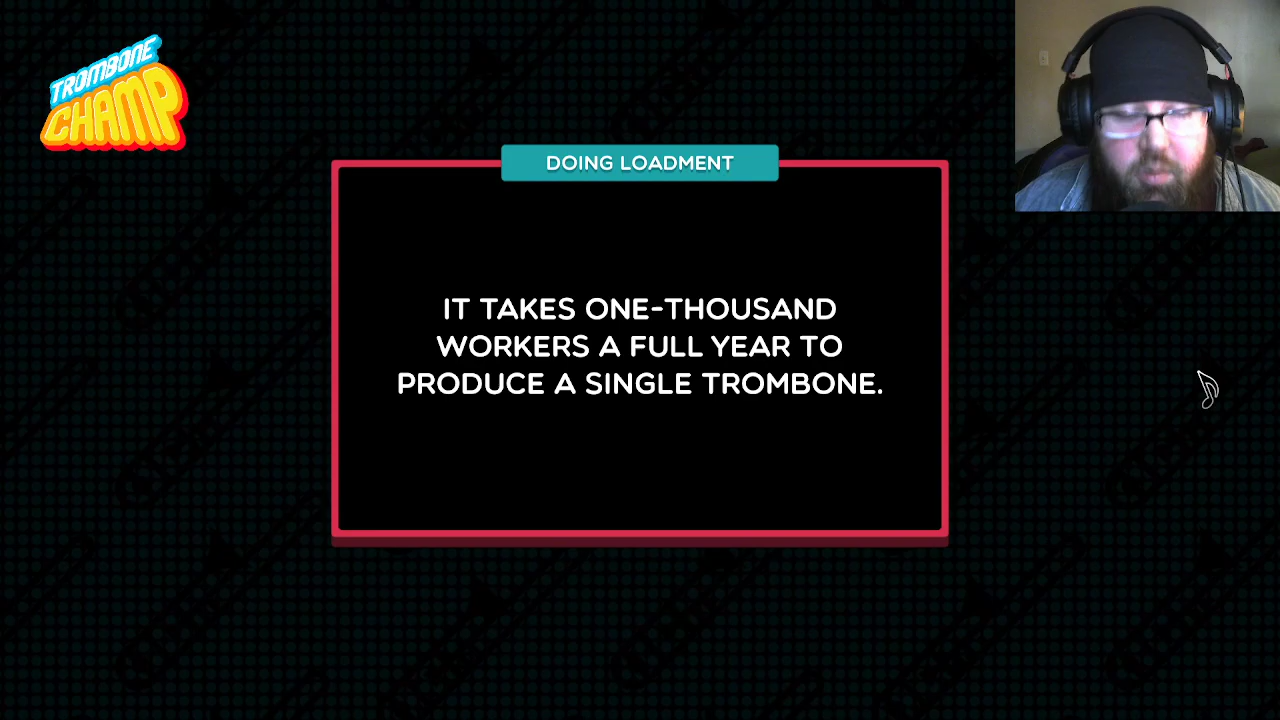 TROMBONE
CHAMP
DOING LOADMENT
IT TAKES ONE-THOUSAND
WORKERS A FULL YEAR TO
PRODUCE A SINGLE TROMBONE.